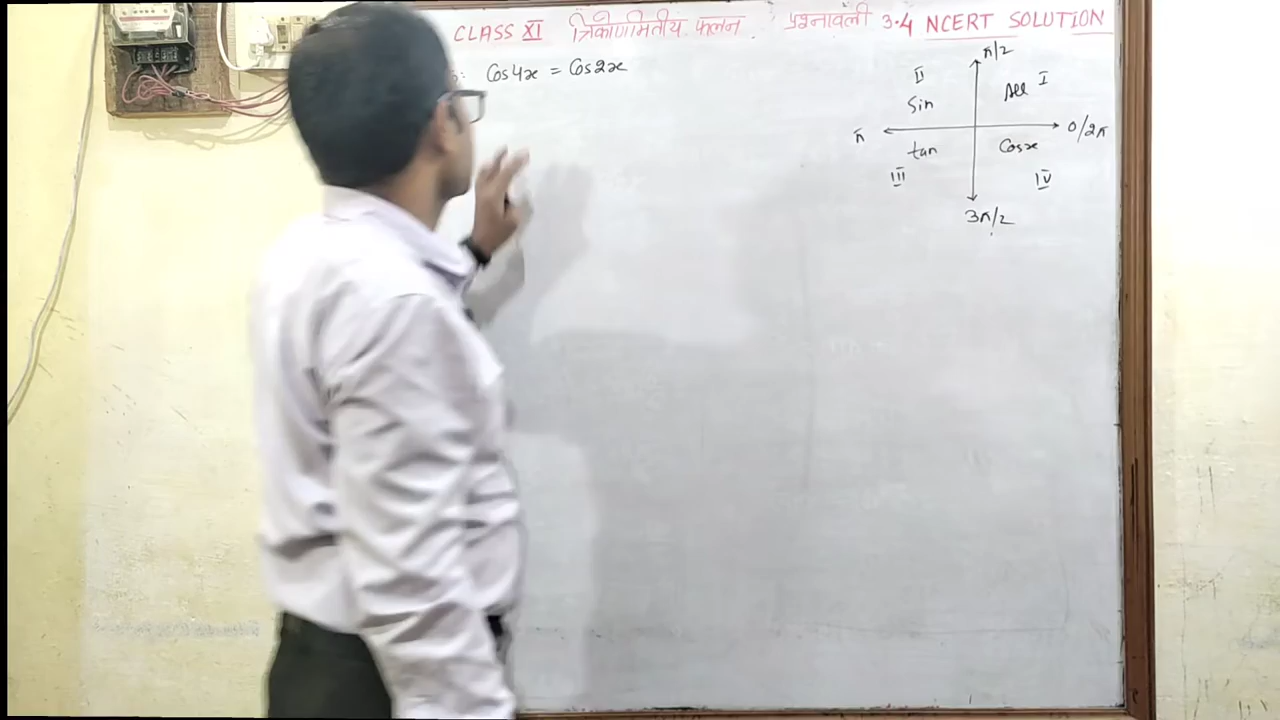 CLASS XI त्रिकोणमितीय फलन प्रश्नावली 3.4 NCERT SOLUTION
Cos4x = Cos2x
π/2
II
All I
Sin
π
0/2π
tan
Cosx
III
IV
3π/2